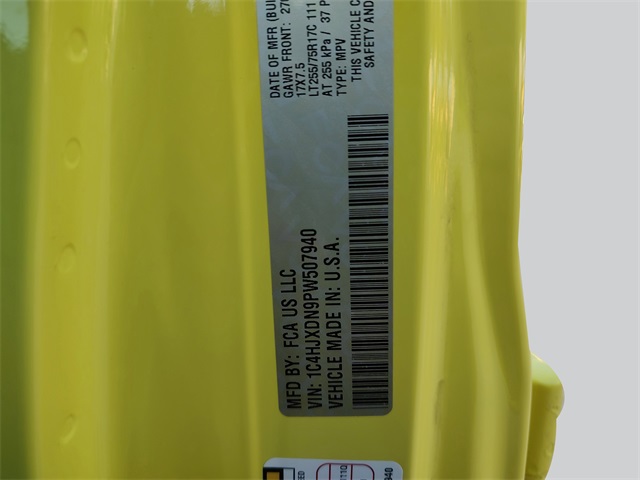 DATE OF MFR
GAWR FRONT:
17X7.5
LT255/75R17C 111
AT 255 kPa / 37
TYPE: MPV
THIS VEHICLE
SAFETY AND
MFD BY: FCA US LLC
VIN: 1C4HJXDN9PW507940
VEHICLE MADE IN: U.S.A.